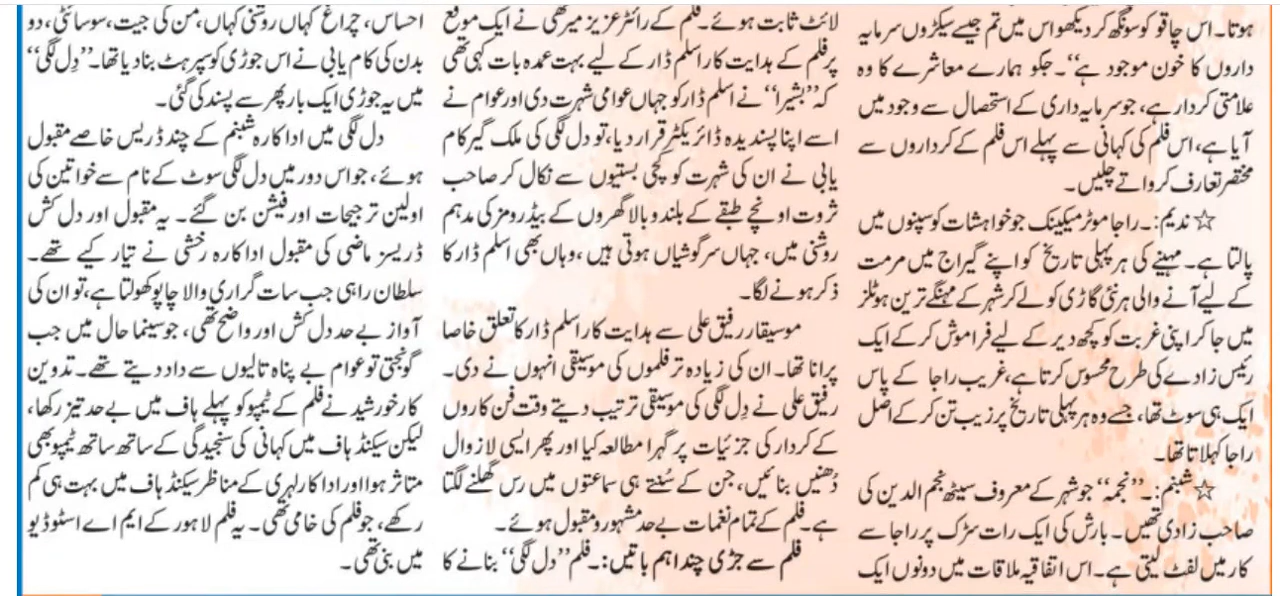 ہوتا۔ اس چاقو کو سونگھ کر دیکھو اس میں تم جیسے سیکڑوں سرمایہ
داروں کا خون موجود ہے‘‘۔ جگو ہمارے معاشرے کا وہ
علامتی کردار ہے، جو سرمایہ داری کے استحصال سے وجود میں
آیا ہے، اس فلم کی کہانی سے پہلے اس فلم کے کرداروں سے
مختصر تعارف کرواتے چلیں۔
☆ ندیم:۔ راجا موٹر میکینک جو خواہشات کو سپنوں میں
پالتا ہے۔ مہینے کی ہر پہلی تاریخ کو اپنے گیراج میں مرمت
کے لیے آنے والی ہر نئی گاڑی کو لے کر شہر کے مہنگے ترین ہوٹلز
میں جا کر اپنی غربت کو کچھ دیر کے لیے فراموش کر کے ایک
رئیس زادے کی طرح محسوس کرتا ہے، غریب راجا کے پاس
ایک ہی سوٹ تھا، جسے وہ ہر پہلی تاریخ پر زیب تن کر کے اصل
راجا کہلاتا تھا۔
☆ شبنم:۔ ’’نجمہ‘‘ جو شہر کے معروف سیٹھ نجم الدین کی
صاحب زادی تھیں۔ بارش کی ایک رات سڑک پر راجا سے
کار میں لفٹ لیتی ہے۔ اس اتفاقیہ ملاقات میں دونوں ایک
لائٹ ثابت ہوئے۔ فلم کے رائٹر عزیز میرٹھی نے ایک موقع
پر فلم کے ہدایت کار اسلم ڈار کے لیے بہت عمدہ بات کہی تھی
کہ ’’بشیرا‘‘ نے اسلم ڈار کو جہاں عوامی شہرت دی اور عوام نے
اسے اپنا پسندیدہ ڈائریکٹر قرار دیا، تو دل لگی کی ملک گیر کام
یابی نے ان کی شہرت کو کچی بستیوں سے نکال کر صاحب
ثروت اونچے طبقے کے بلند و بالا گھروں کے بیڈ رومز کی مدہم
روشنی میں، جہاں سرگوشیاں ہوتی ہیں، وہاں بھی اسلم ڈار کا
ذکر ہونے لگا۔
موسیقار رفیق علی سے ہدایت کار اسلم ڈار کا تعلق خاصا
پرانا تھا۔ ان کی زیادہ تر فلموں کی موسیقی انہوں نے دی۔
رفیق علی نے دِل لگی کی موسیقی ترتیب دیتے وقت فن کاروں
کے کردار کی جزئیات پر گہرا مطالعہ کیا اور پھر ایسی لازوال
دُھنیں بنائیں، جن کے سُنتے ہی سماعتوں میں رس گھلنے لگتا
ہے۔ فلم کے تمام نغمات بے حد مشہور و مقبول ہوئے۔
فلم سے جڑی چند اہم باتیں:۔ فلم ’’دل لگی‘‘ بنانے کا
احساس، چراغ کہاں روشنی کہاں، من کی جیت، سوسائٹی، دو
بدن کی کام یابی نے اس جوڑی کو سپر ہٹ بنا دیا تھا۔ ’’دِل لگی‘‘
میں یہ جوڑی ایک بار پھر سے پسند کی گئی۔
دل لگی میں اداکارہ شبنم کے چند ڈریس خاصے مقبول
ہوئے، جو اس دور میں دل لگی سوٹ کے نام سے خواتین کی
اولین ترجیحات اور فیشن بن گئے۔ یہ مقبول اور دل کش
ڈریسز ماضی کی مقبول اداکارہ رخشی نے تیار کیے تھے۔
سلطان راہی جب سات گراری والا چاپو کھولتا ہے، تو ان کی
آواز بے حد دل کش اور واضح تھی، جو سینما حال میں جب
گونجتی تو عوام بے پناہ تالیوں سے داد دیتے تھے۔ تدوین
کار خورشید نے فلم کے ٹیمپو کو پہلے ہاف میں بے حد تیز رکھا،
لیکن سیکنڈ ہاف میں کہانی کی سنجیدگی کے ساتھ ساتھ ٹیمپو بھی
متاثر ہوا اور اداکار لہری کے مناظر سیکنڈ ہاف میں بہت ہی کم
رکھے، جو فلم کی خامی تھی۔ یہ فلم لاہور کے ایم اے اسٹوڈیو
میں بنی تھی۔